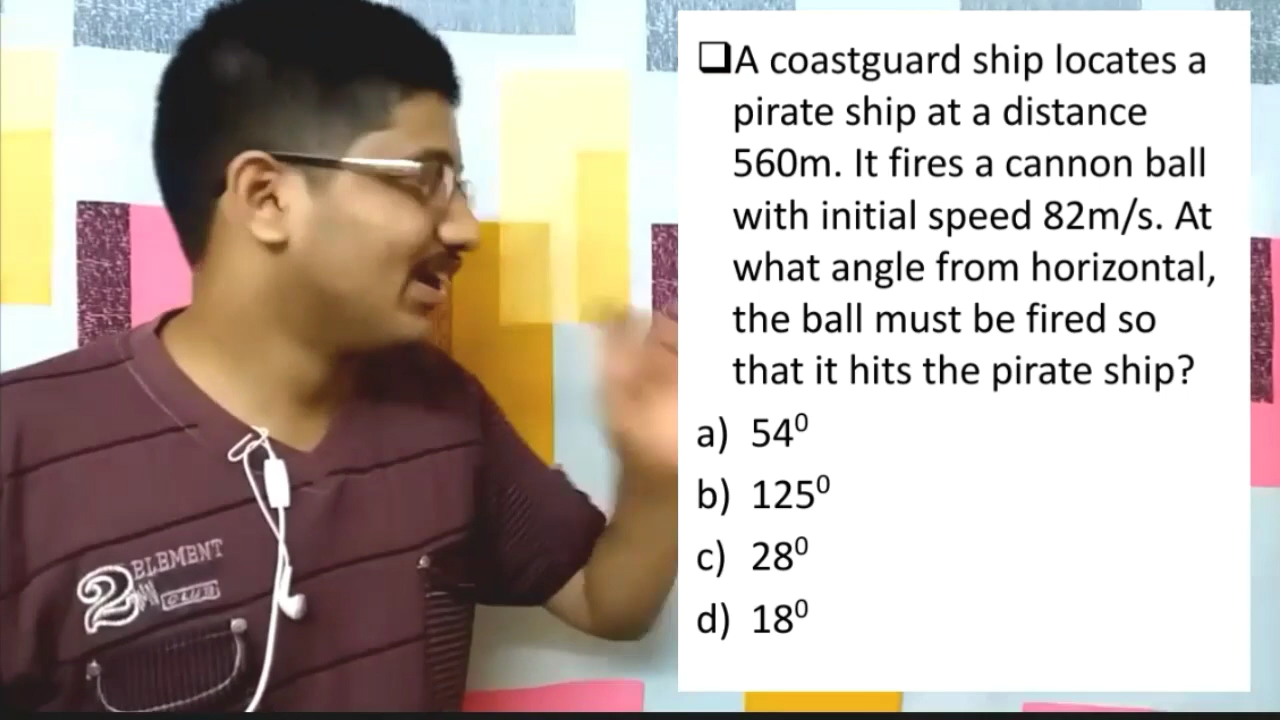 ❑A coastguard ship locates a
pirate ship at a distance
560m. It fires a cannon ball
with initial speed 82m/s. At
what angle from horizontal,
the ball must be fired so
that it hits the pirate ship?
a) 54⁰
b) 125⁰
c) 28⁰
d) 18⁰
ELEMENT
2